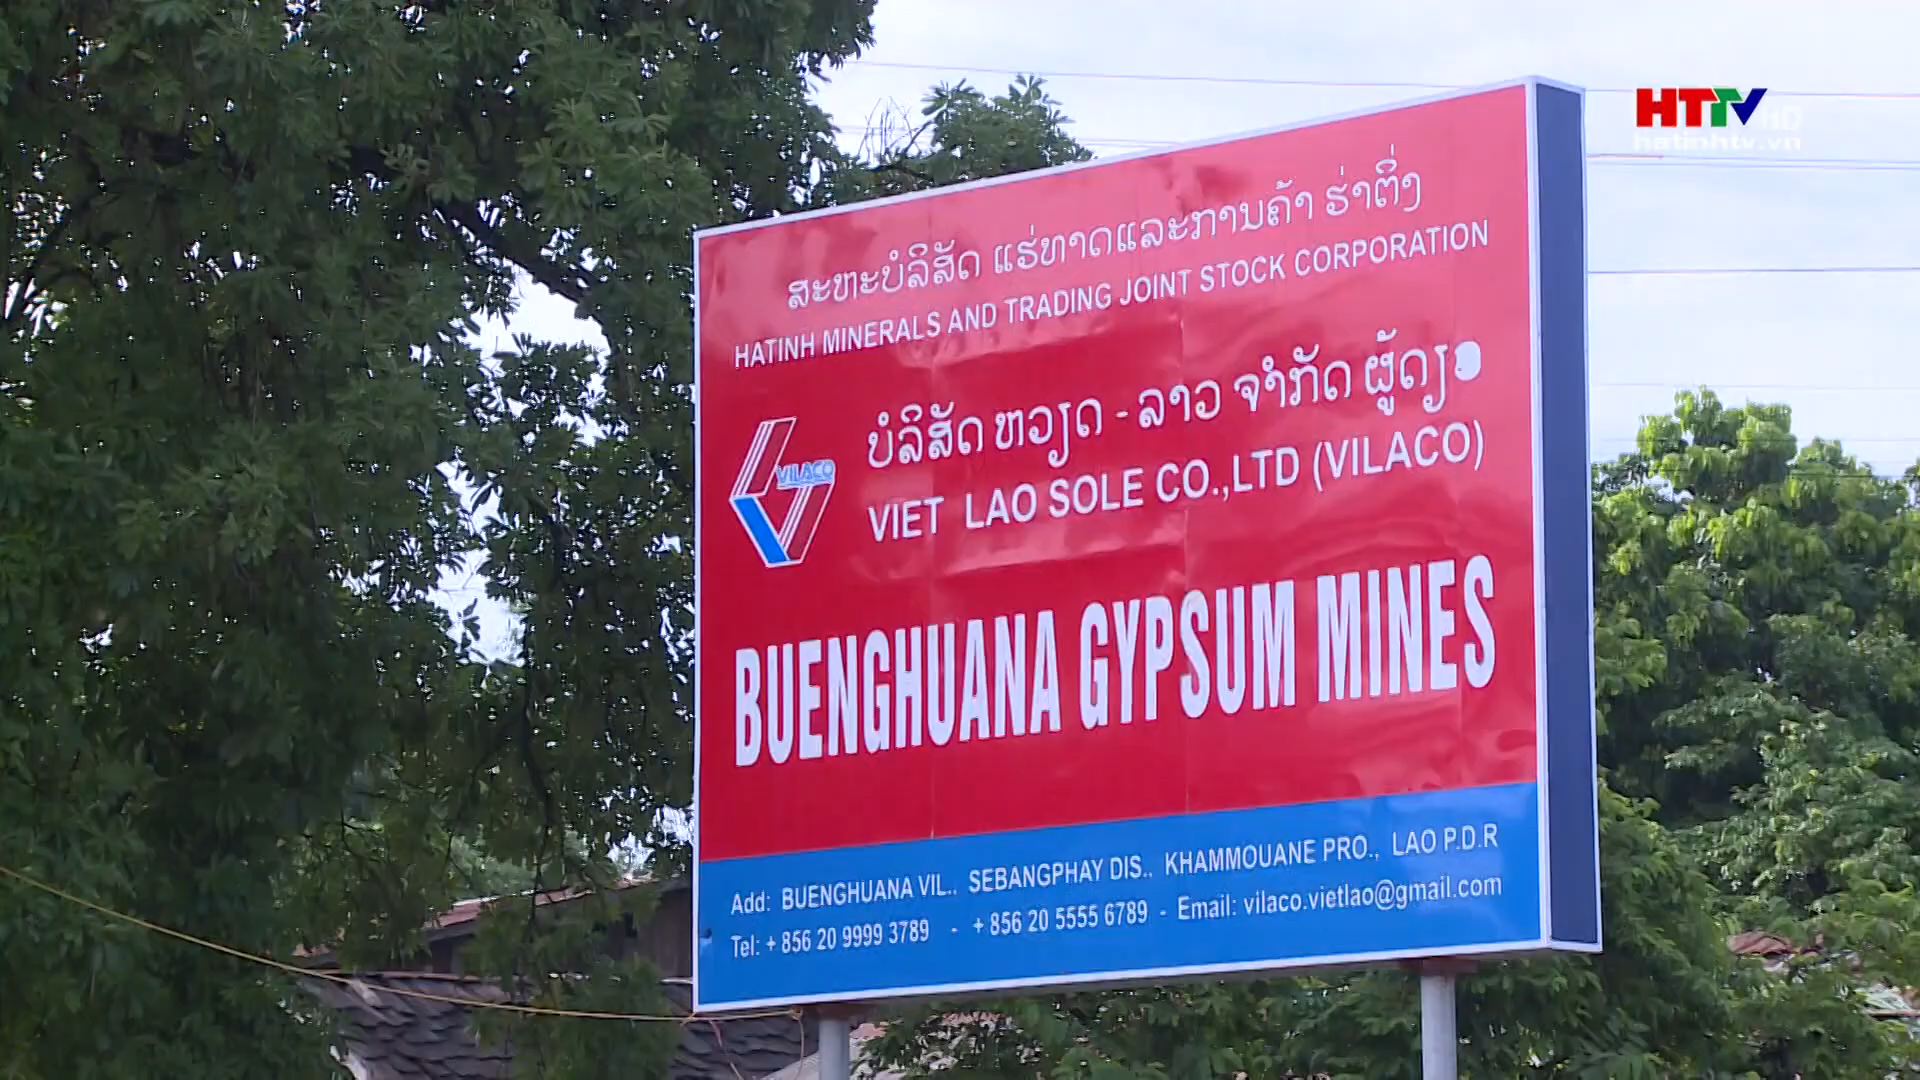 HTTV HD
hatinhtv.vn
ສະຫະບໍລິສັດ ແຮ່ທາດແລະການຄ້າ ຮ່າຕິ່ງ
HATINH MINERALS AND TRADING JOINT STOCK CORPORATION
ບໍລິສັດ ຫວຽດ - ລາວ ຈຳກັດ ຜູ້ດຽວ
VILACO
VIET LAO SOLE CO.,LTD (VILACO)
BUENGHUANA GYPSUM MINES
Add: BUENGHUANA VIL., SEBANGPHAY DIS., KHAMMOUANE PRO., LAO P.D.R
Tel: + 856 20 9999 3789 - + 856 20 5555 6789 - Email: vilaco.vietlao@gmail.com